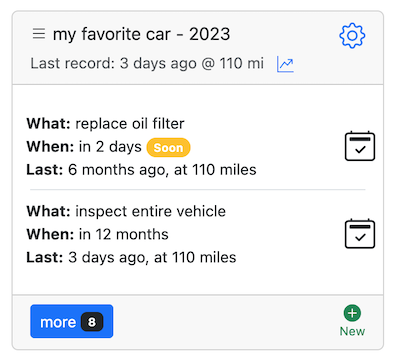 my favorite car - 2023
Last record: 3 days ago @ 110 mi
What: replace oil filter
When: in 2 days Soon
Last: 6 months ago, at 110 miles
What: inspect entire vehicle
When: in 12 months
Last: 3 days ago, at 110 miles
more 8
New